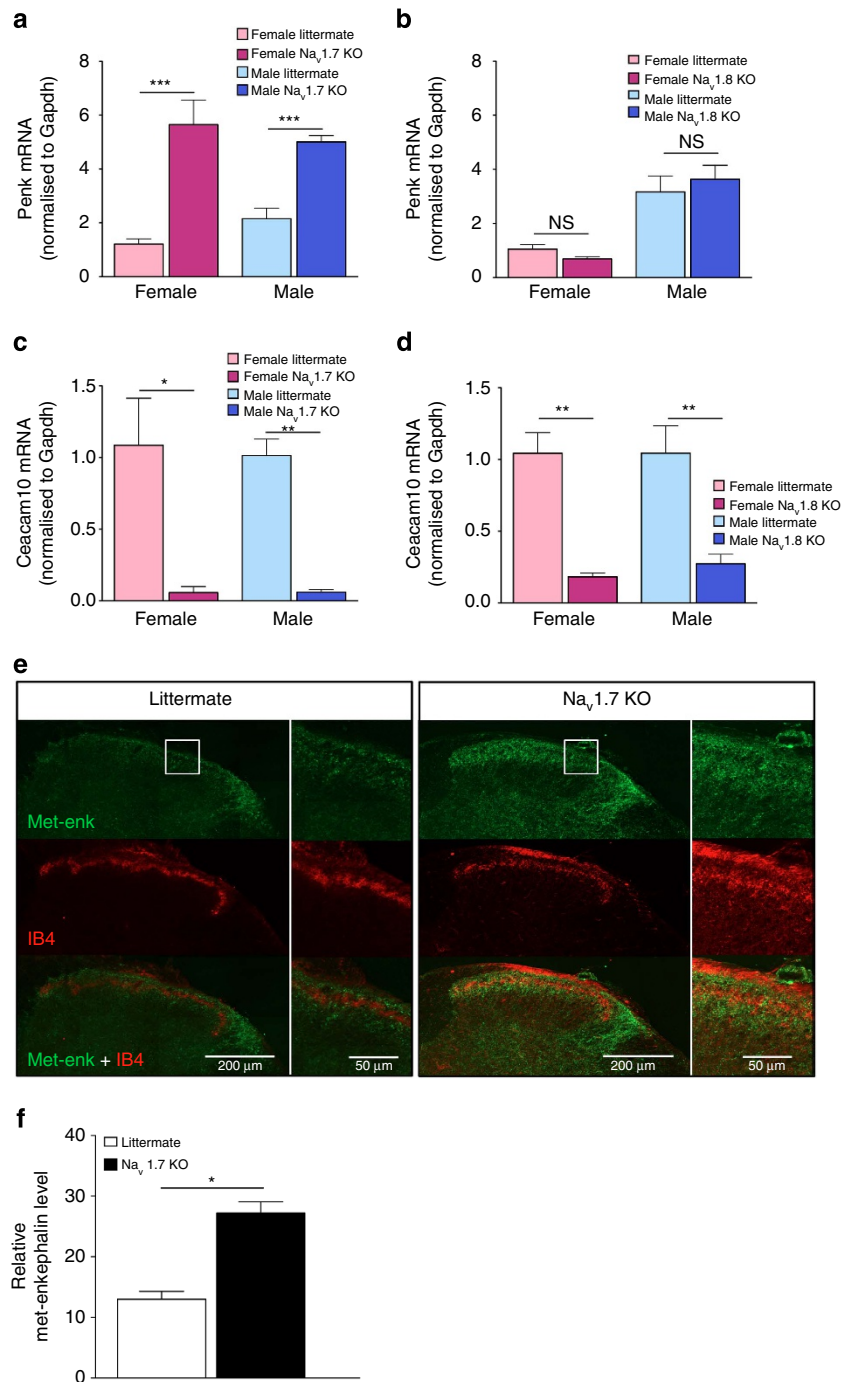 a
Female littermate
Female Nav1.7 KO
Male littermate
Male Nav1.7 KO
Penk mRNA
(normalised to Gapdh)
8
6
4
2
0
***
***
Female
Male
b
Female littermate
Female Nav1.8 KO
Male littermate
Male Nav1.8 KO
Penk mRNA
(normalised to Gapdh)
8
6
4
2
0
NS
NS
Female
Male
c
Female littermate
Female Nav1.7 KO
Male littermate
Male Nav1.7 KO
Ceacam10 mRNA
(normalised to Gapdh)
1.5
1.0
0.5
0.0
*
**
Female
Male
d
Female littermate
Female Nav1.8 KO
Male littermate
Male Nav1.8 KO
Ceacam10 mRNA
(normalised to Gapdh)
1.5
1.0
0.5
0.0
**
**
Female
Male
e
Littermate
Nav1.7 KO
Met-enk
IB4
Met-enk + IB4
200 μm
50 μm
200 μm
50 μm
f
Littermate
Nav 1.7 KO
Relative
met-enkephalin level
40
30
20
10
0
*